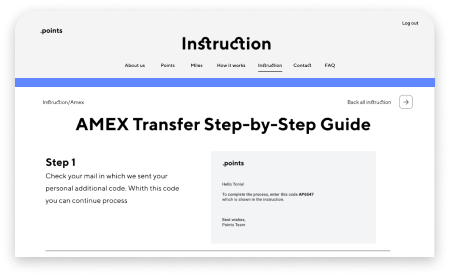 Log out
.points
Instruction
About us Points Miles How it works Instruction Contact FAQ
Instruction/Amex
Back all instruction
AMEX Transfer Step-by-Step Guide
Step 1
Check your mail in which we sent your
personal additional code. Whith this code
you can continue process
.points
Hello Tonia!
To complete the process, enter this code AP6547
which is shown in the instruction.
Best wishes,
Points Team